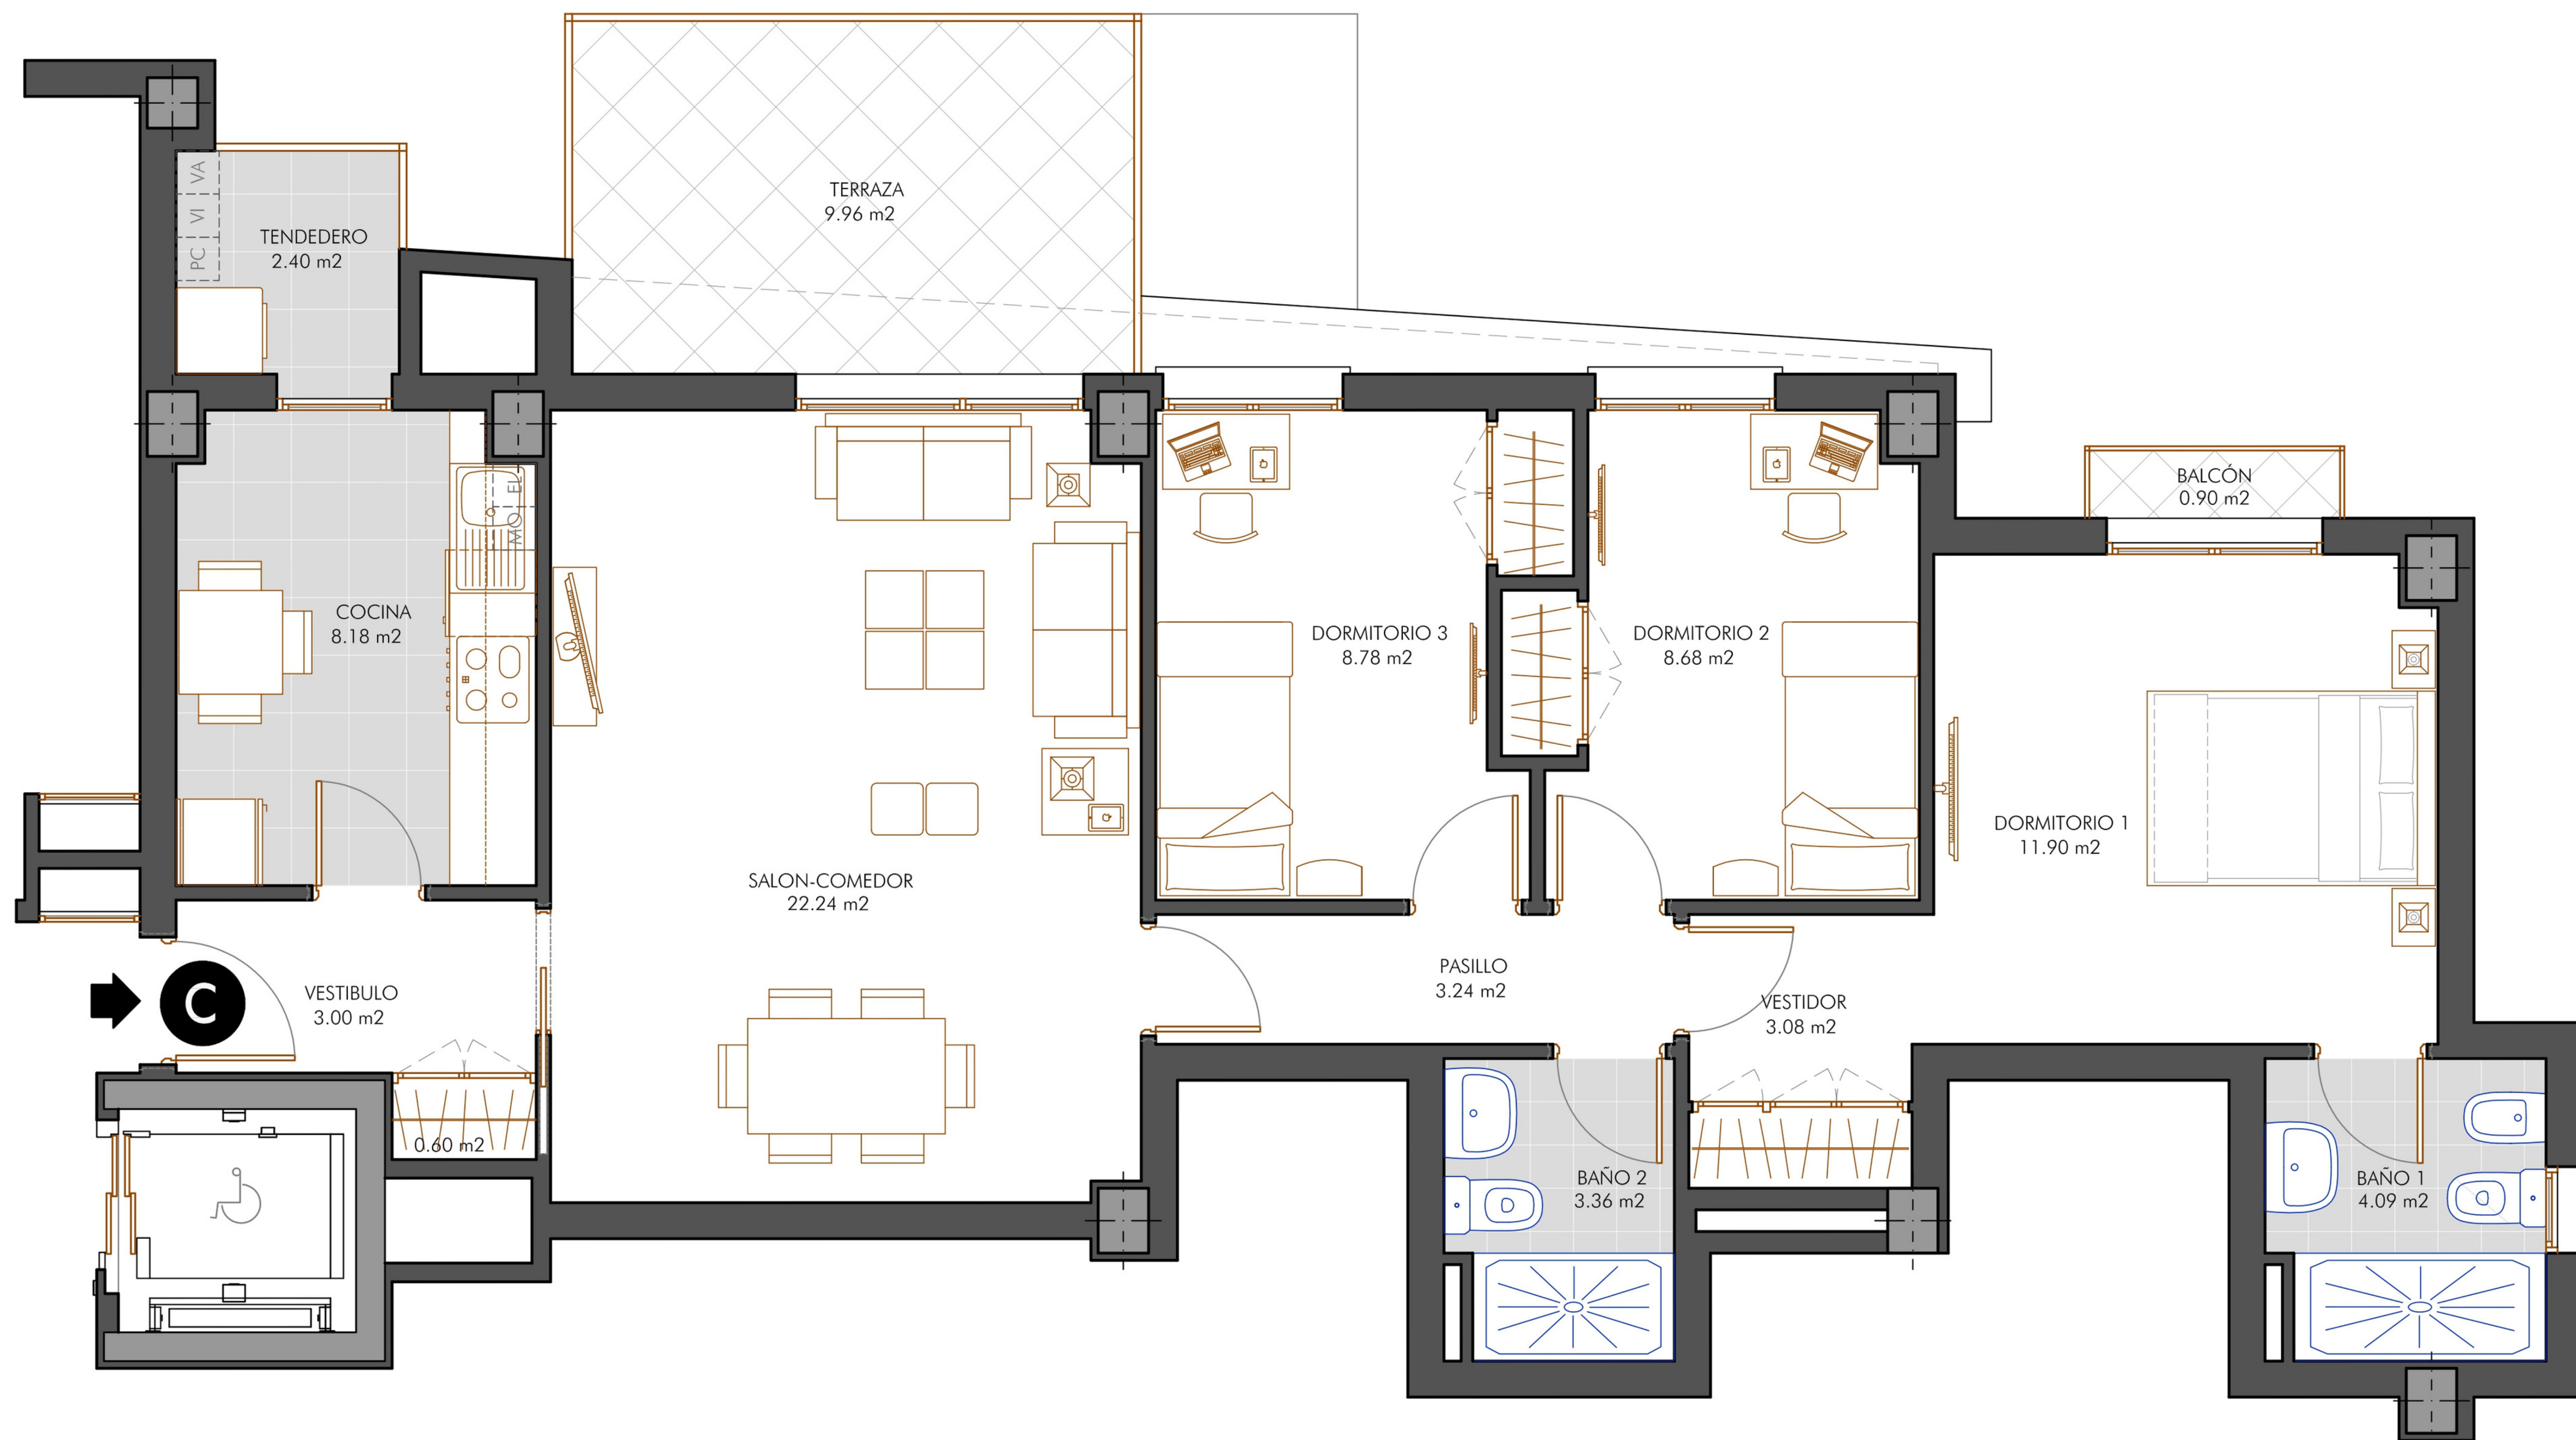 TERRAZA
9.96 m2
VA
VI
PC
TENDEDERO
2.40 m2
BALCÓN
0.90 m2
EL
MO
COCINA
8.18 m2
DORMITORIO 3
8.78 m2
DORMITORIO 2
8.68 m2
DORMITORIO 1
11.90 m2
SALON-COMEDOR
22.24 m2
PASILLO
3.24 m2
C
VESTIBULO
3.00 m2
VESTIDOR
3.08 m2
0.60 m2
BAÑO 2
3.36 m2
BAÑO 1
4.09 m2